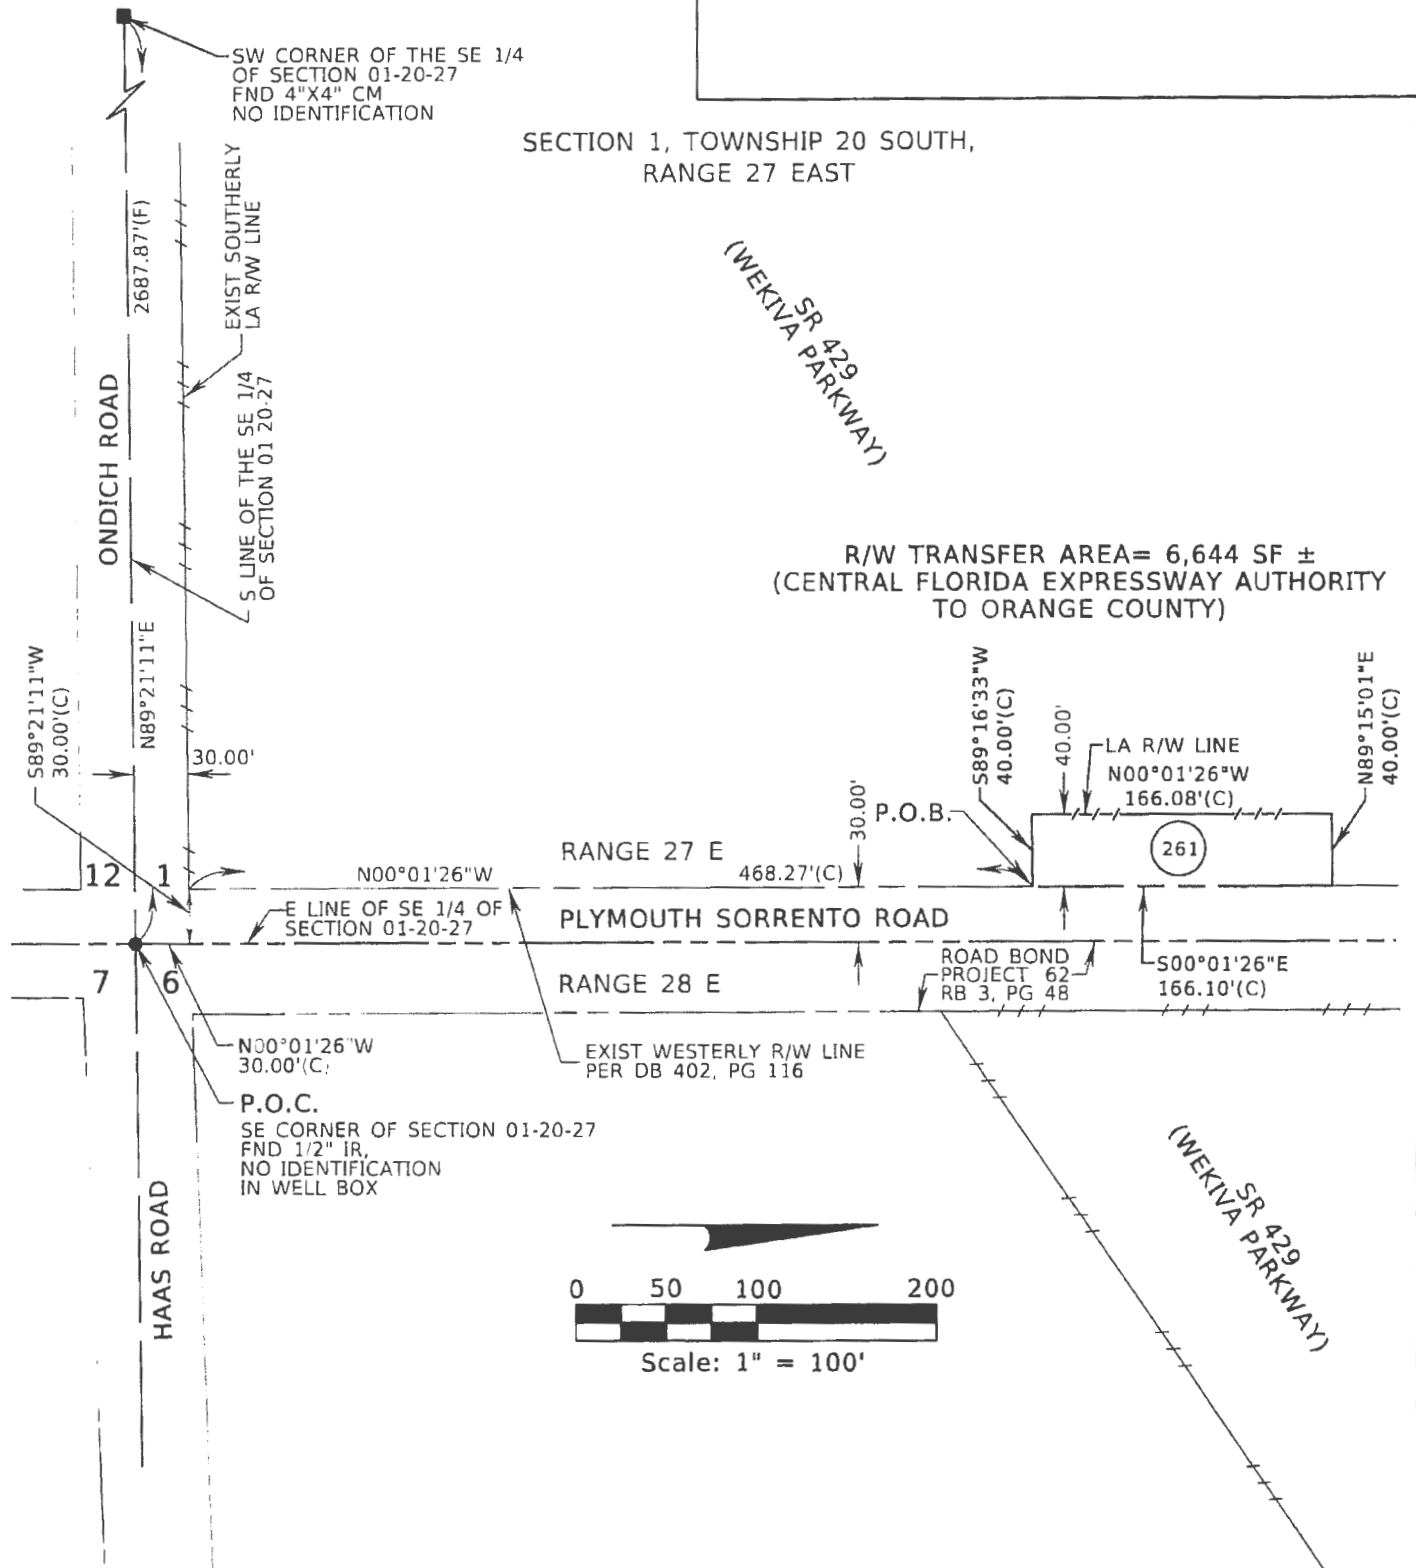 SW CORNER OF THE SE 1/4
OF SECTION 01-20-27
FND 4"X4" CM
NO IDENTIFICATION
SECTION 1, TOWNSHIP 20 SOUTH,
RANGE 27 EAST
2687.87'(F)
EXIST SOUTHERLY
LA R/W LINE
SR 429
(WEKIVA PARKWAY)
ONDICH ROAD
S LINE OF THE SE 1/4
OF SECTION 01 20-27
R/W TRANSFER AREA= 6,644 SF ±
(CENTRAL FLORIDA EXPRESSWAY AUTHORITY
TO ORANGE COUNTY)
S89°21'11"W
30.00'(C)
N89°21'11"E
30.00'
S89°16'33"W
40.00'(C)
40.00'
LA R/W LINE
N00°01'26"W
166.08'(C)
N89°15'01"E
40.00'(C)
30.00'
P.O.B.
261
12
1
RANGE 27 E
N00°01'26"W
468.27'(C)
E LINE OF SE 1/4 OF
SECTION 01-20-27
PLYMOUTH SORRENTO ROAD
7
6
RANGE 28 E
ROAD BOND
PROJECT 62
RB 3, PG 48
S00°01'26"E
166.10'(C)
N00°01'26"W
30.00'(C)
EXIST WESTERLY R/W LINE
PER DB 402, PG 116
P.O.C.
SE CORNER OF SECTION 01-20-27
FND 1/2" IR,
NO IDENTIFICATION
IN WELL BOX
HAAS ROAD
SR 429
(WEKIVA PARKWAY)
0 50 100 200
Scale: 1" = 100'